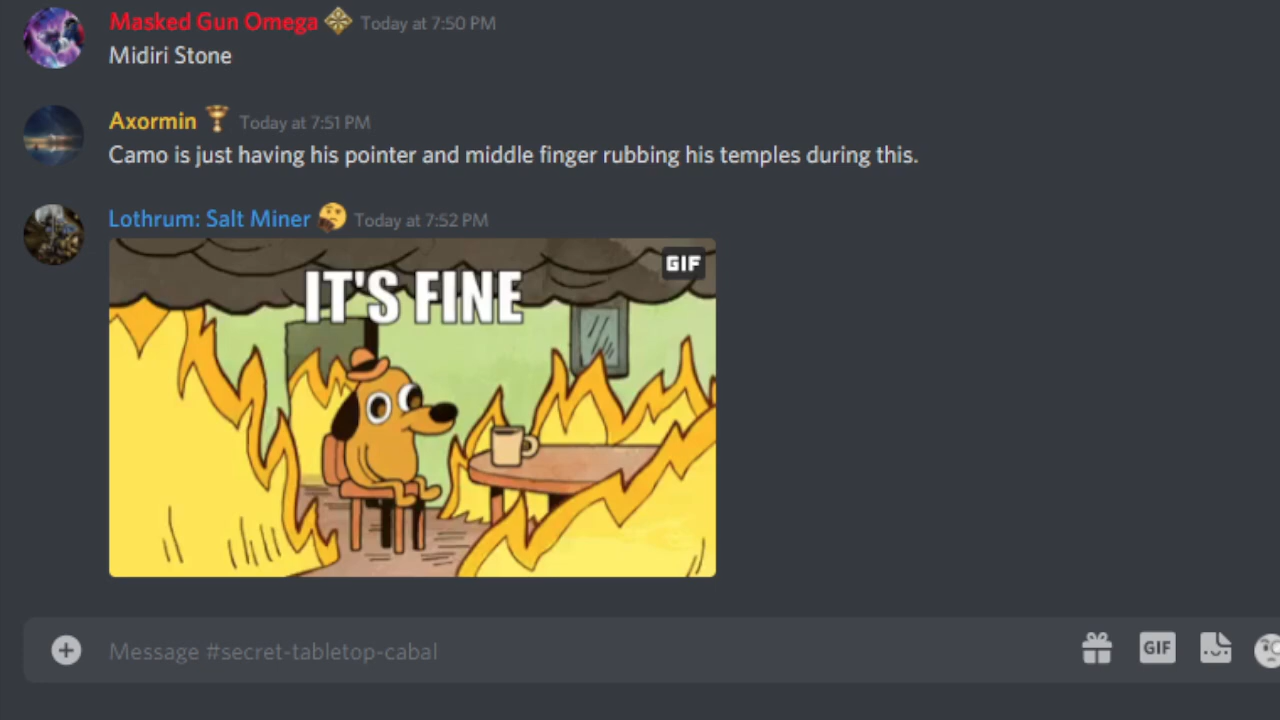 Masked Gun Omega Today at 7:50 PM
Midiri Stone
Axormin Today at 7:51 PM
Camo is just having his pointer and middle finger rubbing his temples during this.
Lothrum: Salt Miner Today at 7:52 PM
GIF
IT'S FINE
Message #secret-tabletop-cabal
GIF